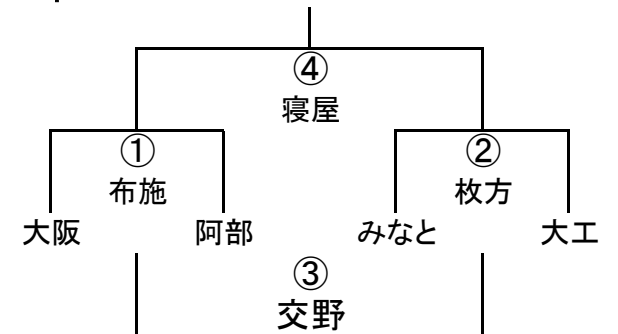 ④
寝屋
①
②
布施
枚方
大阪
阿部
みなと
大工
③
交野